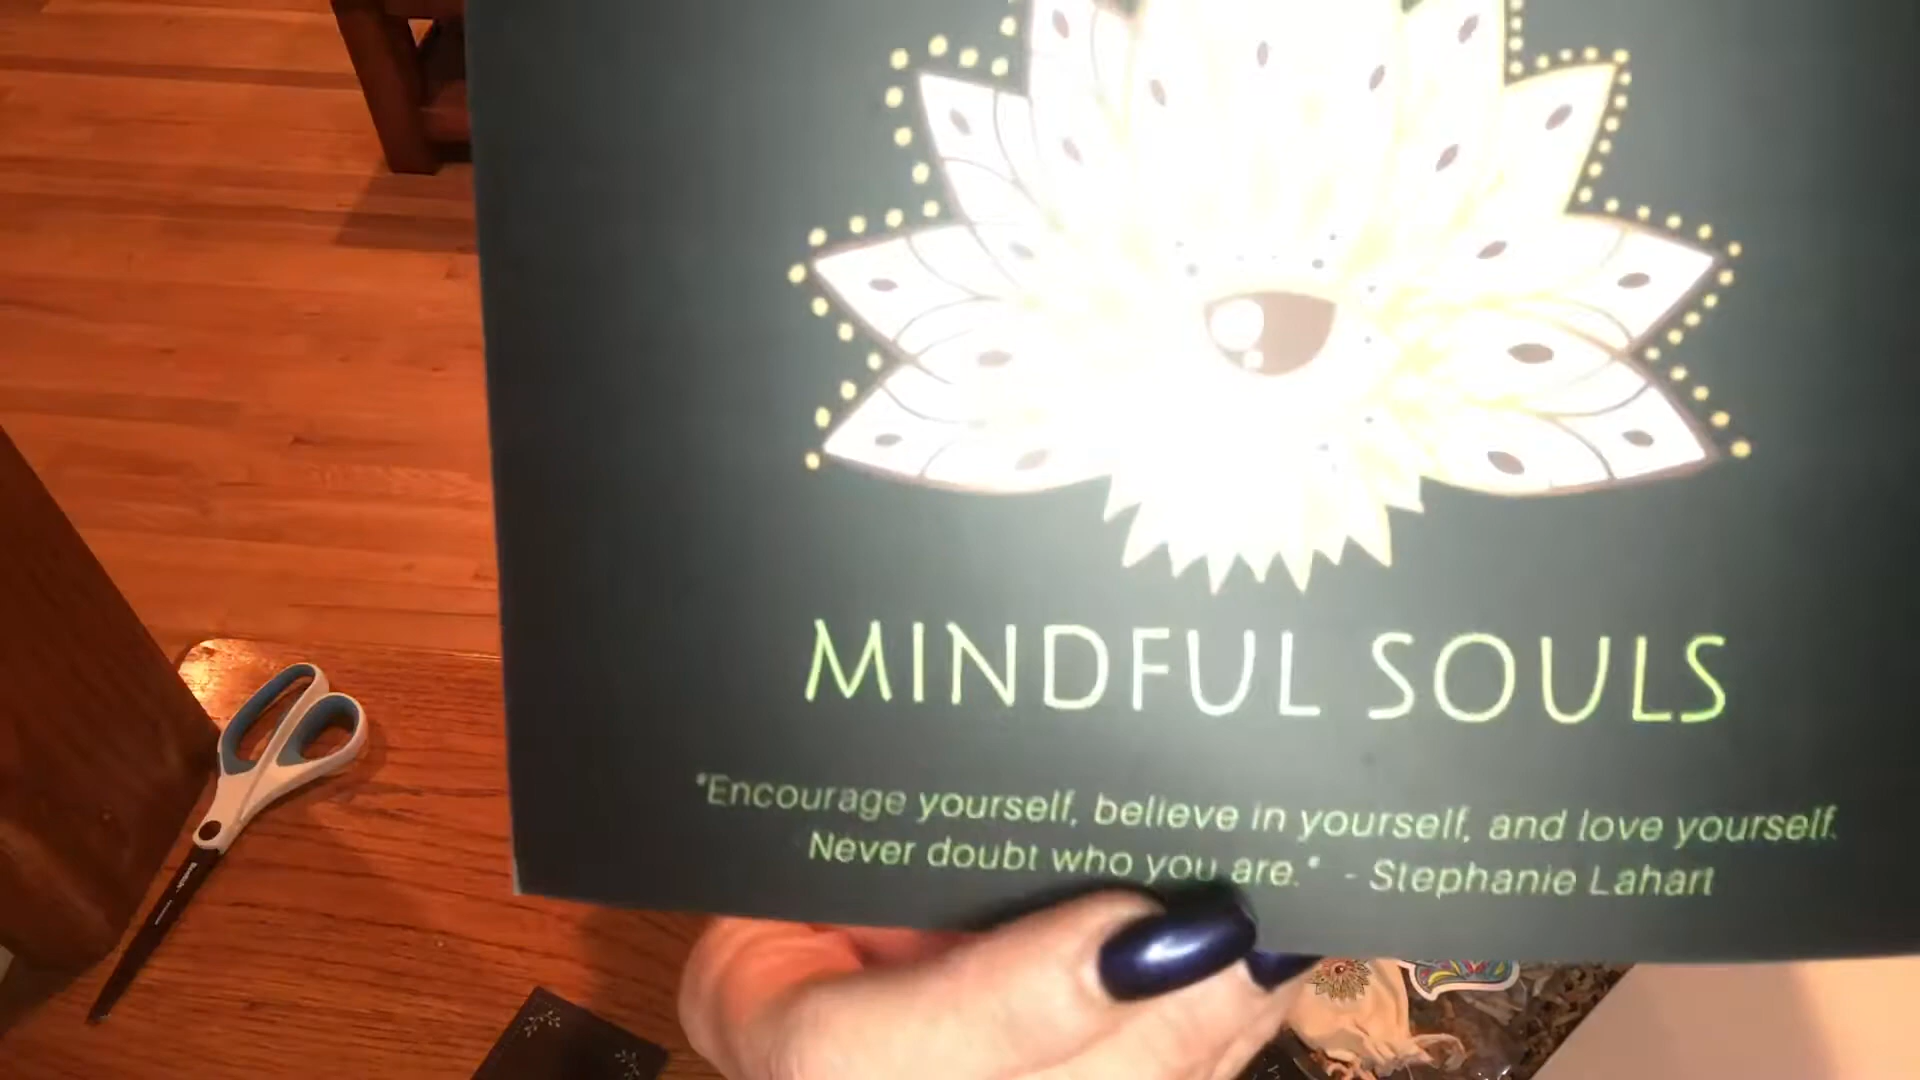 MINDFUL SOULS
"Encourage yourself, believe in yourself, and love yourself.
Never doubt who you are." - Stephanie Lahart